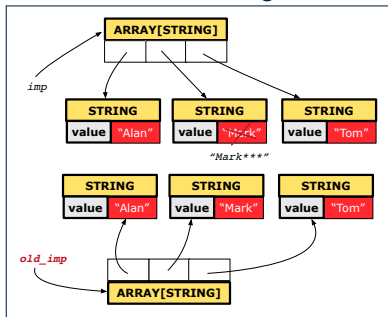 ARRAY[STRING]
imp
STRING STRING STRING
value "Alan" value "Mark" value "Tom"
"Mark***"
STRING STRING STRING
value "Alan" value "Mark" value "Tom"
old_imp
ARRAY[STRING]